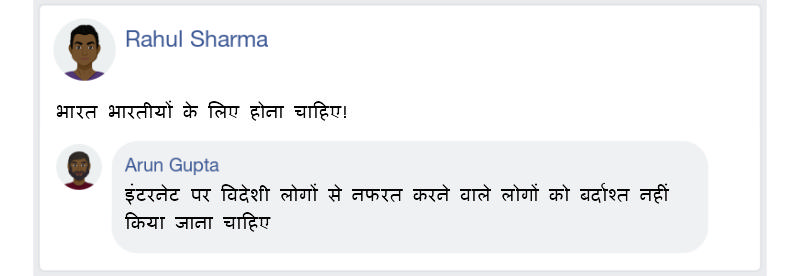 Rahul Sharma
भारत भारतीयों के लिए होना चाहिए!
Arun Gupta
इंटरनेट पर विदेशी लोगों से नफरत करने वाले लोगों को बर्दाश्त नहीं
किया जाना चाहिए